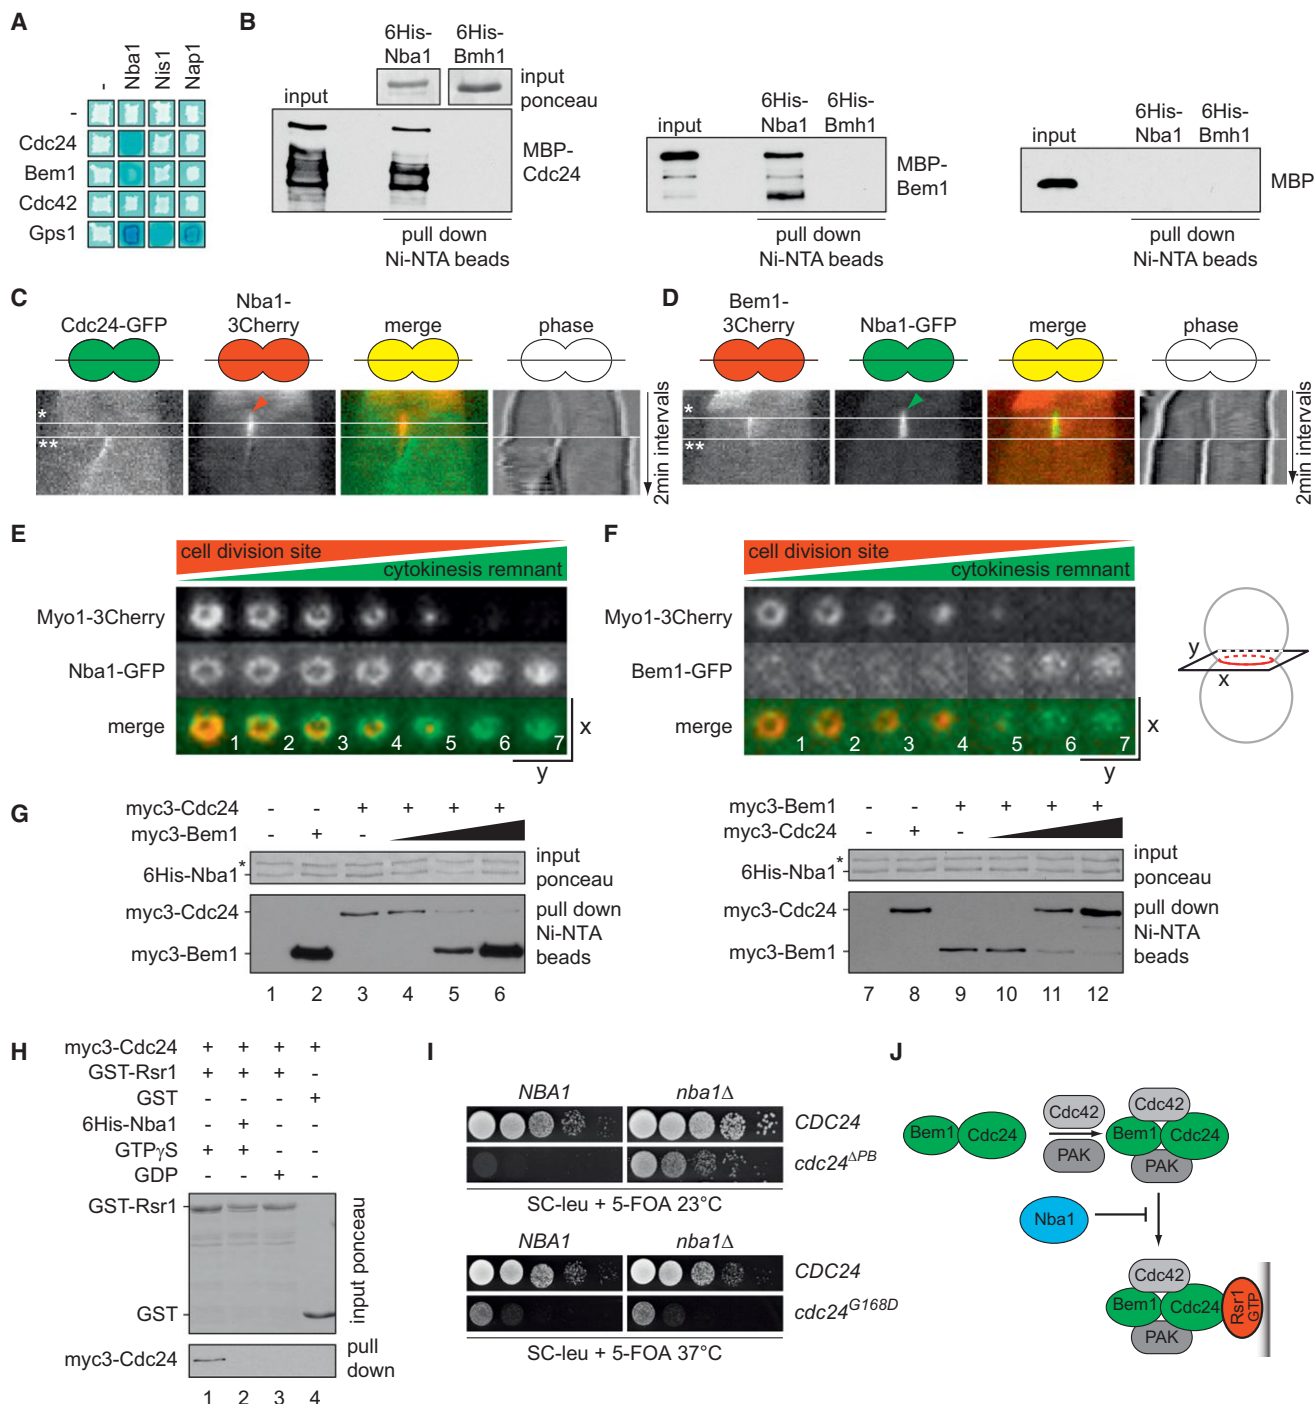 A
- Nba1 Nis1 Nap1
-
Cdc24
Bem1
Cdc42
Gps1
B
6His-Nba1 6His-Bmh1
input
input ponceau
MBP-Cdc24
pull down
Ni-NTA beads
input 6His-Nba1 6His-Bmh1
MBP-Bem1
pull down
Ni-NTA beads
input 6His-Nba1 6His-Bmh1
MBP
pull down
Ni-NTA beads
C
Cdc24-GFP Nba1-3Cherry merge phase
*
**
2min intervals
D
Bem1-3Cherry Nba1-GFP merge phase
*
**
2min intervals
E
cell division site
cytokinesis remnant
Myo1-3Cherry
Nba1-GFP
merge
1 2 3 4 5 6 7
x
y
F
cell division site
cytokinesis remnant
Myo1-3Cherry
Bem1-GFP
merge
1 2 3 4 5 6 7
x
y
y
x
G
myc3-Cdc24 - - + + + +
myc3-Bem1 - + -
*
6His-Nba1
input ponceau
myc3-Cdc24
myc3-Bem1
pull down Ni-NTA beads
1 2 3 4 5 6
myc3-Bem1 - - + + + +
myc3-Cdc24 - + -
*
6His-Nba1
input ponceau
myc3-Cdc24
myc3-Bem1
pull down Ni-NTA beads
7 8 9 10 11 12
H
myc3-Cdc24 + + + +
GST-Rsr1 + + + -
GST - - - +
6His-Nba1 - + - -
GTPγS + + - -
GDP - - + -
GST-Rsr1
GST
input ponceau
myc3-Cdc24
pull down
1 2 3 4
I
NBA1 nba1Δ
CDC24
cdc24ΔPB
SC-leu + 5-FOA 23°C
NBA1 nba1Δ
CDC24
cdc24G168D
SC-leu + 5-FOA 37°C
J
Bem1 Cdc24
Cdc42
PAK
Cdc42
Bem1 Cdc24
PAK
Nba1
Cdc42
Bem1 Cdc24
PAK
Rsr1
GTP